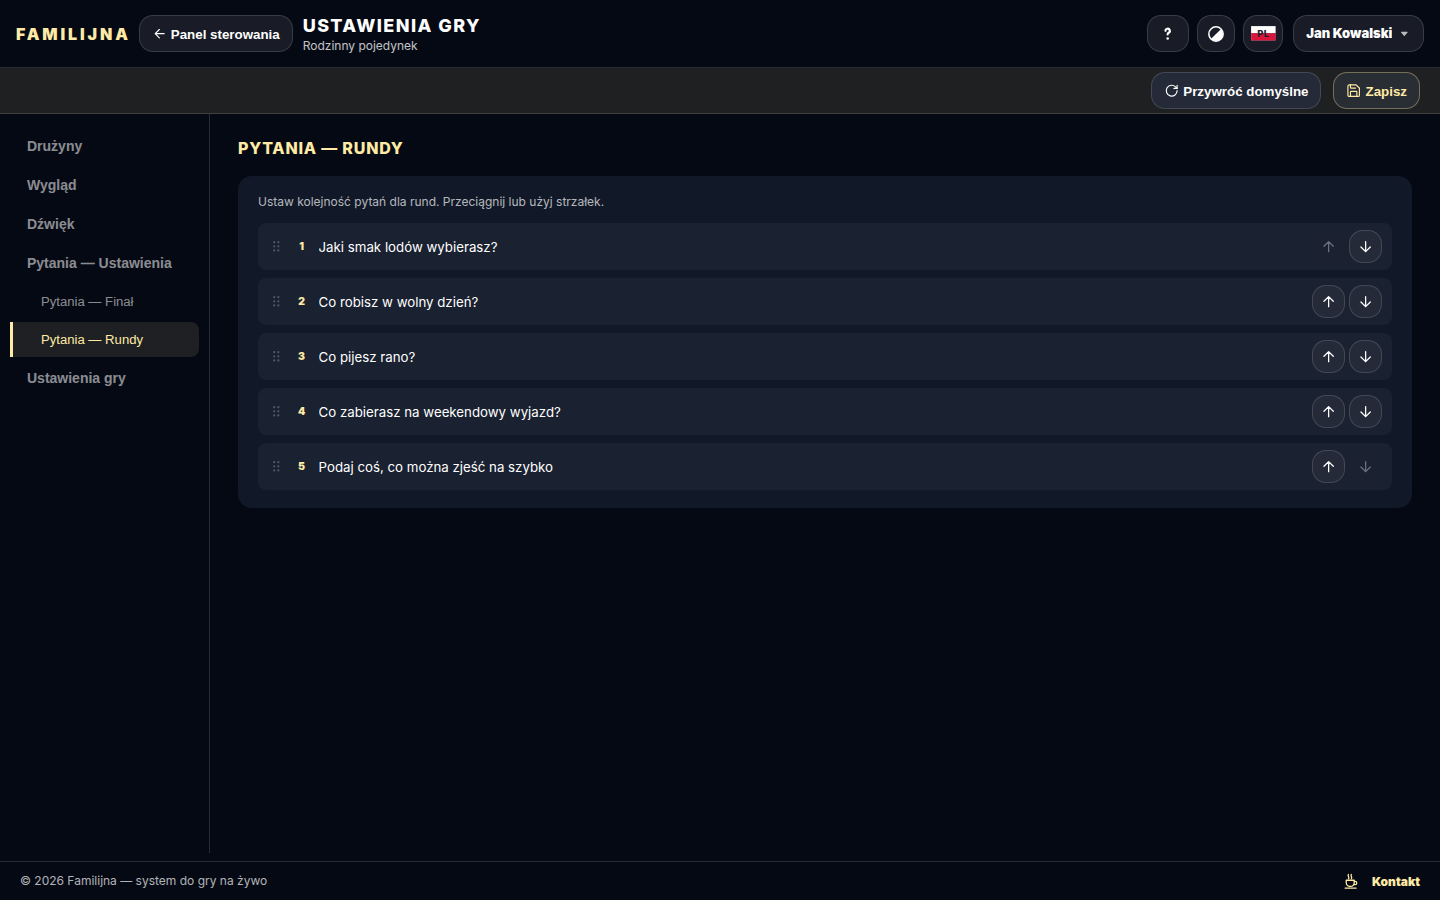 FAMILIJNA
Panel sterowania
USTAWIENIA GRY
Rodzinny pojedynek
?
PL
Jan Kowalski
Przywróć domyślne
Zapisz
Drużyny
Wygląd
Dźwięk
Pytania — Ustawienia
Pytania — Finał
Pytania — Rundy
Ustawienia gry
PYTANIA — RUNDY
Ustaw kolejność pytań dla rund. Przeciągnij lub użyj strzałek.
1 Jaki smak lodów wybierasz?
2 Co robisz w wolny dzień?
3 Co pijesz rano?
4 Co zabierasz na weekendowy wyjazd?
5 Podaj coś, co można zjeść na szybko
© 2026 Familijna — system do gry na żywo
Kontakt